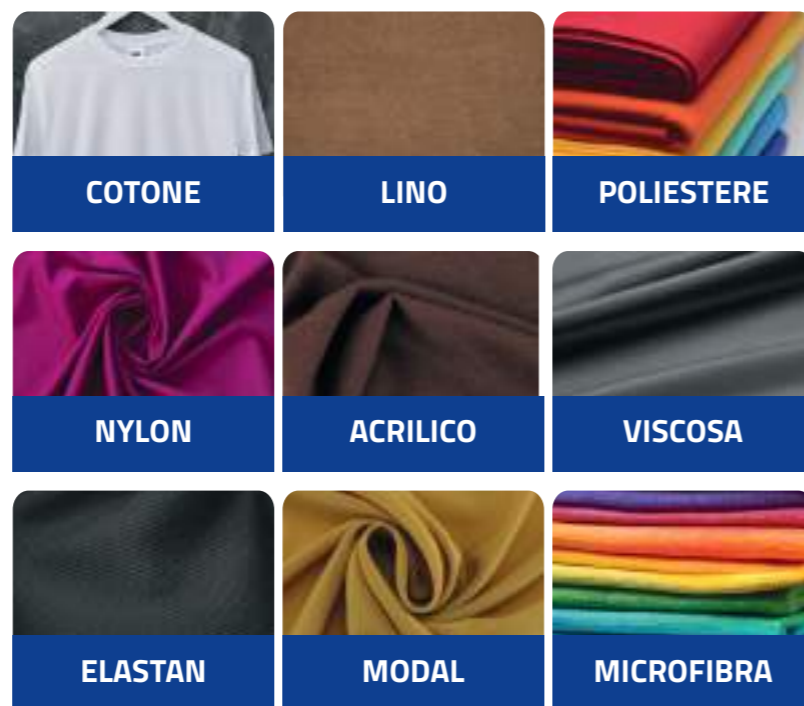 COTONE
LINO
POLIESTERE
NYLON
ACRILICO
VISCOSA
ELASTAN
MODAL
MICROFIBRA